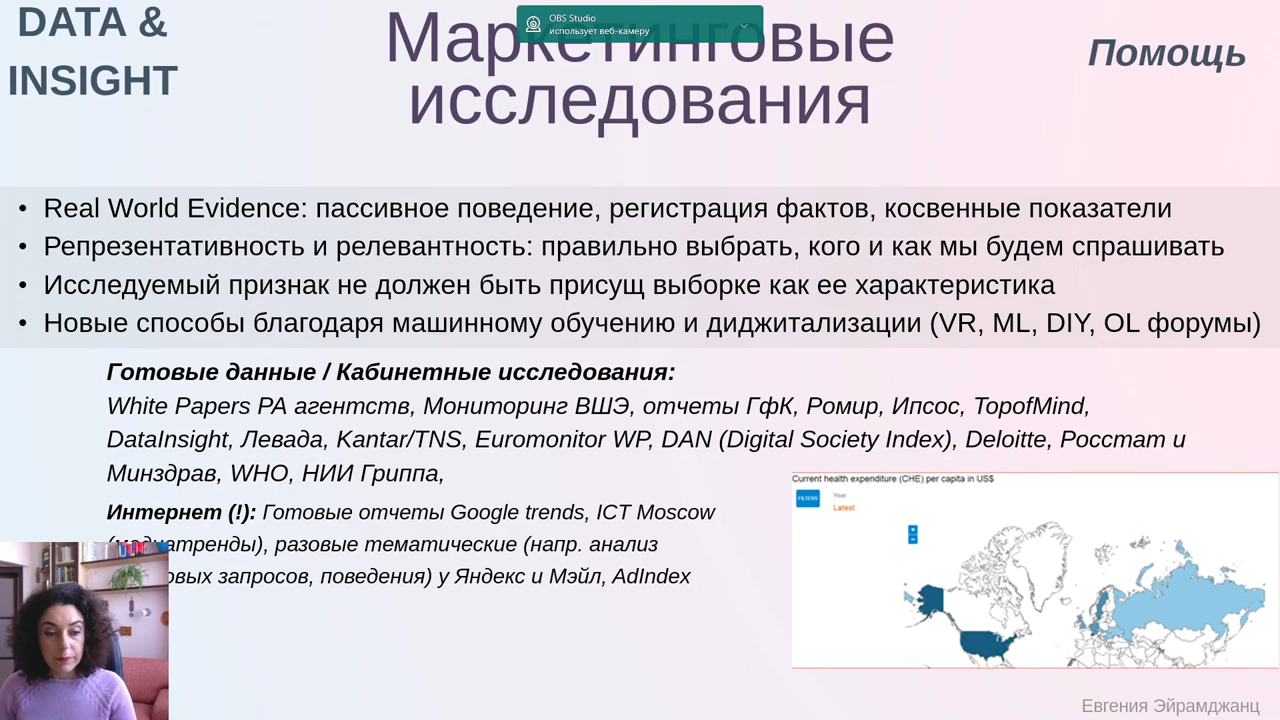 DATA &
INSIGHT
OBS Studio
использует веб-камеру
Маркетинговые
исследования
Помощь
• Real World Evidence: пассивное поведение, регистрация фактов, косвенные показатели
• Репрезентативность и релевантность: правильно выбрать, кого и как мы будем спрашивать
• Исследуемый признак не должен быть присущ выборке как ее характеристика
• Новые способы благодаря машинному обучению и диджитализации (VR, ML, DIY, OL форумы)
Готовые данные / Кабинетные исследования:
White Papers РА агентств, Мониторинг ВШЭ, отчеты ГфК, Ромир, Ипсос, TopofMind,
DataInsight, Левада, Kantar/TNS, Euromonitor WP, DAN (Digital Society Index), Deloitte, Росстат и
Минздрав, WHO, НИИ Гриппа,
Интернет (!): Готовые отчеты Google trends, ICT Moscow
(медиатренды), разовые тематические (напр. анализ
запросов, поведения) у Яндекс и Мэйл, AdIndex
Current health expenditure (CHE) per capita in US$
FILTERS
Year
Latest
Евгения Эйрамджанц